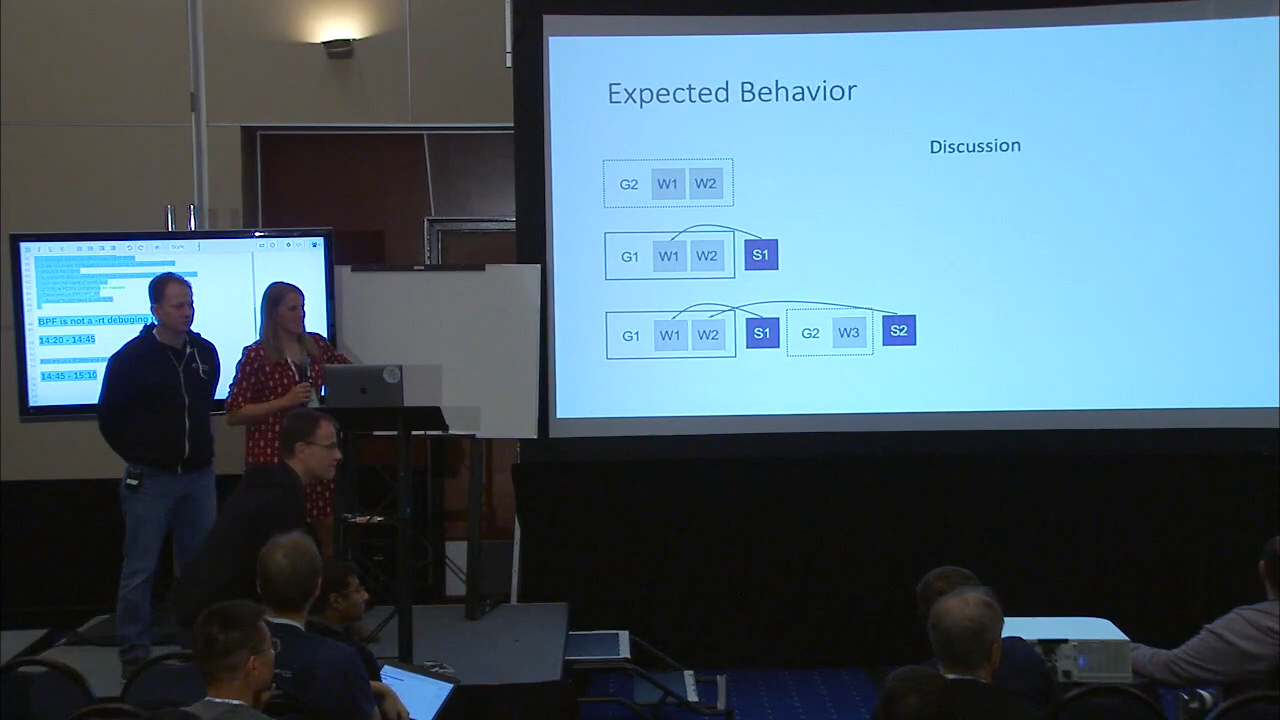 Expected Behavior
Discussion
G2 W1 W2
G1 W1 W2 S1
G1 W1 W2 S1 G2 W3 S2
Style
BPF is not a -rt debuging
14:20 - 14:45
14:45 - 15:10